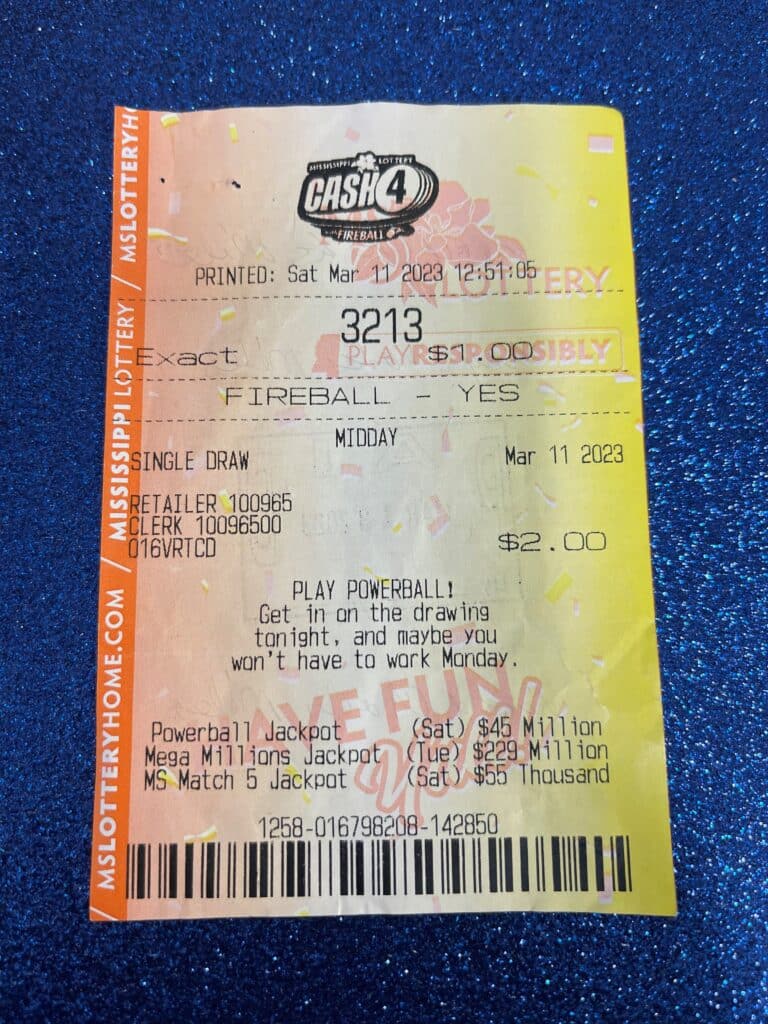 MISSISSIPPI LOTTERY
CASH 4
FIREBALL
PRINTED: Sat Mar 11 2023 12:51:05
LOTTERY
3213
Exact $1.00
PLAY RESPONSIBLY
FIREBALL - YES
MIDDAY
SINGLE DRAW Mar 11 2023
RETAILER 100965
CLERK 10096500
016VRTCD $2.00
PLAY POWERBALL!
Get in on the drawing
tonight, and maybe you
won't have to work Monday.
HAVE FUN
Y'all!
Powerball Jackpot (Sat) $45 Million
Mega Millions Jackpot (Tue) $229 Million
MS Match 5 Jackpot (Sat) $55 Thousand
1258-016798208-142850
MSLOTTERYHOME.COM / MISSISSIPPI LOTTERY / MSLOTTERYH